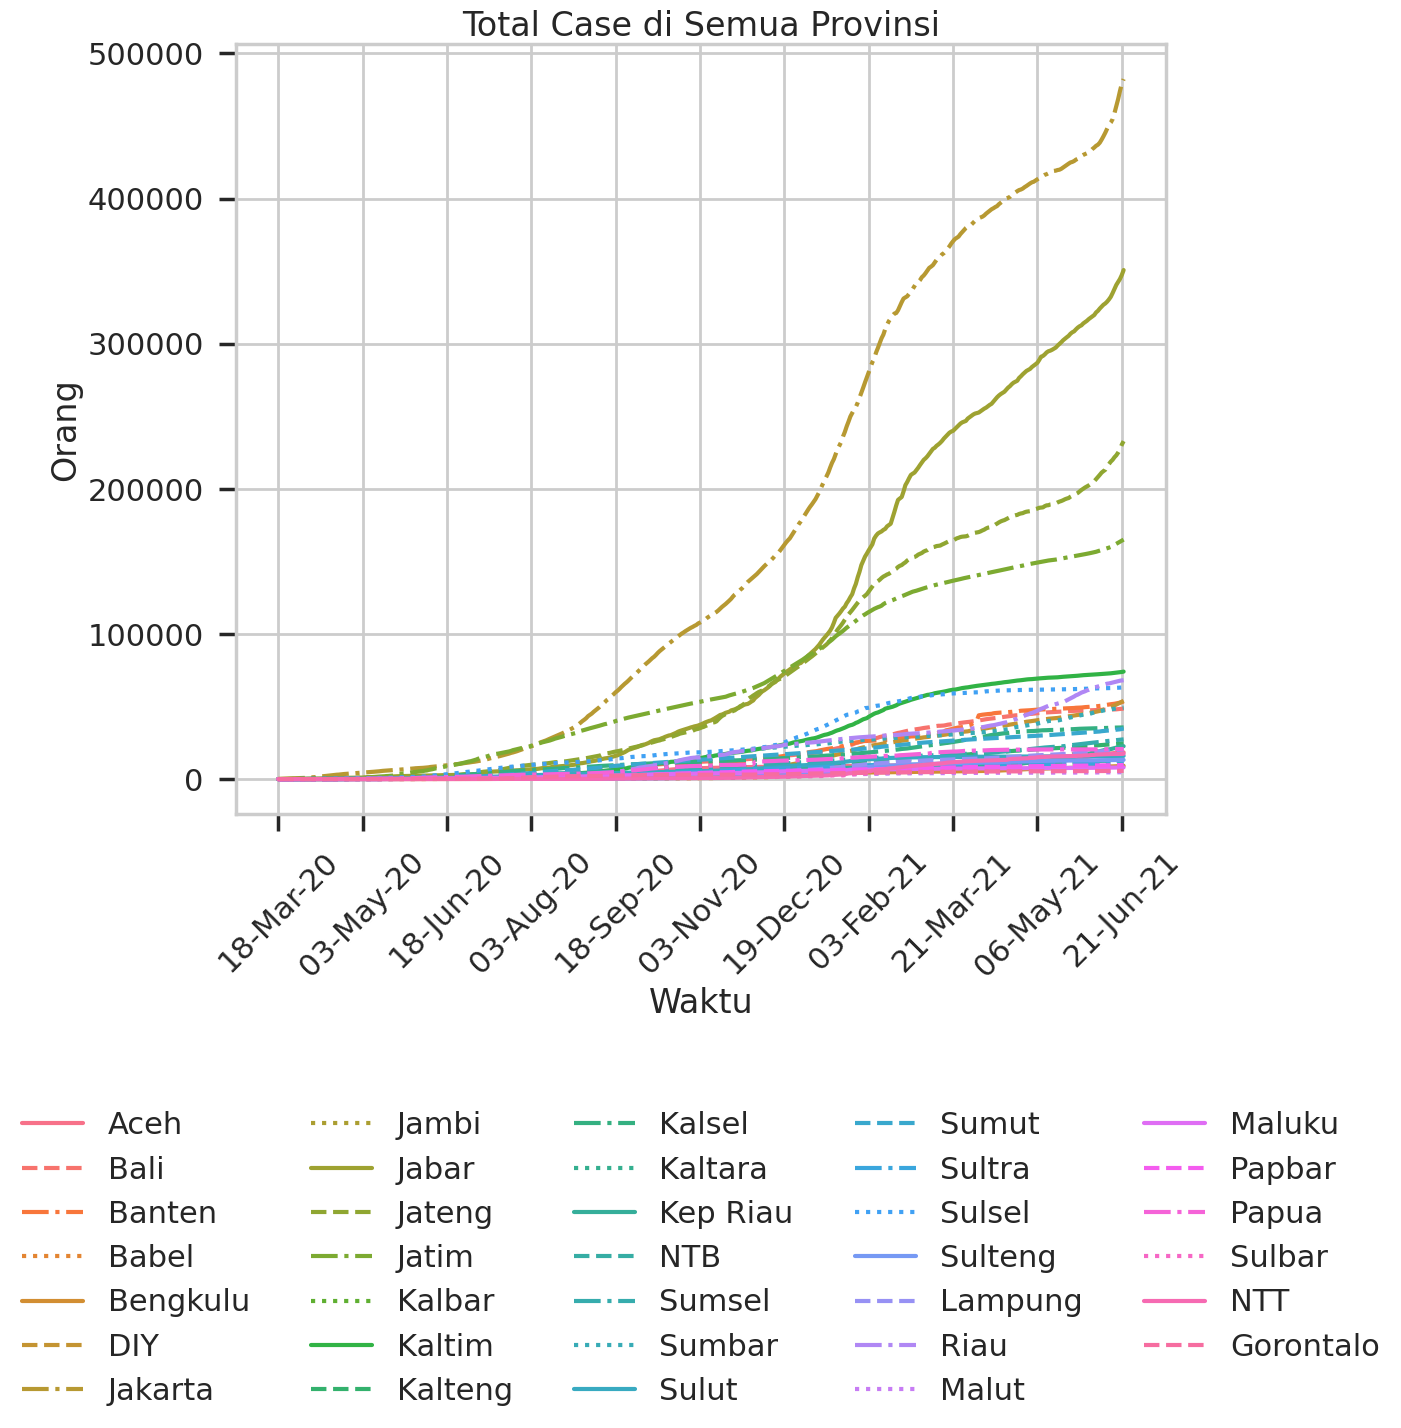 Total Case di Semua Provinsi
500000
400000
300000
200000
100000
0
Orang
18-Mar-20
03-May-20
18-Jun-20
03-Aug-20
18-Sep-20
03-Nov-20
19-Dec-20
03-Feb-21
21-Mar-21
06-May-21
21-Jun-21
Waktu
Aceh
Bali
Banten
Babel
Bengkulu
DIY
Jakarta
Jambi
Jabar
Jateng
Jatim
Kalbar
Kaltim
Kalteng
Kalsel
Kaltara
Kep Riau
NTB
Sumsel
Sumbar
Sulut
Sumut
Sultra
Sulsel
Sulteng
Lampung
Riau
Malut
Maluku
Papbar
Papua
Sulbar
NTT
Gorontalo